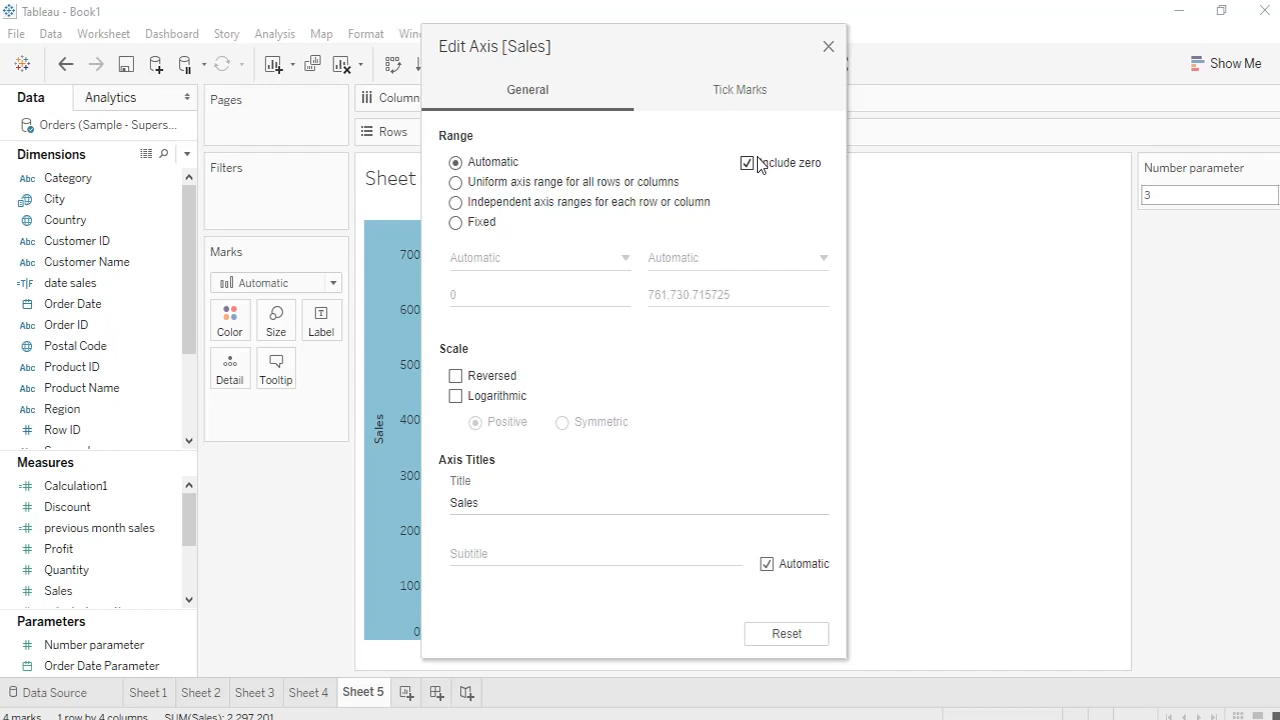 Tableau - Book1
File Data Worksheet Dashboard Story Analysis Map Format
Show Me
Data Analytics
Orders (Sample - Supers...
Dimensions
Category
City
Country
Customer ID
Customer Name
date sales
Order Date
Order ID
Postal Code
Product ID
Product Name
Region
Row ID
Measures
Calculation1
Discount
previous month sales
Profit
Quantity
Sales
Parameters
Number parameter
Order Date Parameter
Pages
Filters
Marks
Automatic
Color Size Label
Detail Tooltip
Rows
Sheet
Sales
700
600
500
400
300
200
100
0
Edit Axis [Sales]
General Tick Marks
Range
Automatic
Uniform axis range for all rows or columns
Independent axis ranges for each row or column
Fixed
zero
Automatic Automatic
0 761,730.715725
Scale
Reversed
Logarithmic
Positive Symmetric
Axis Titles
Title
Sales
Subtitle
Automatic
Reset
Number parameter
3
Data Source Sheet 1 Sheet 2 Sheet 3 Sheet 4 Sheet 5
4 marks 1 row by 4 columns SUM(Sales): 2,297,201